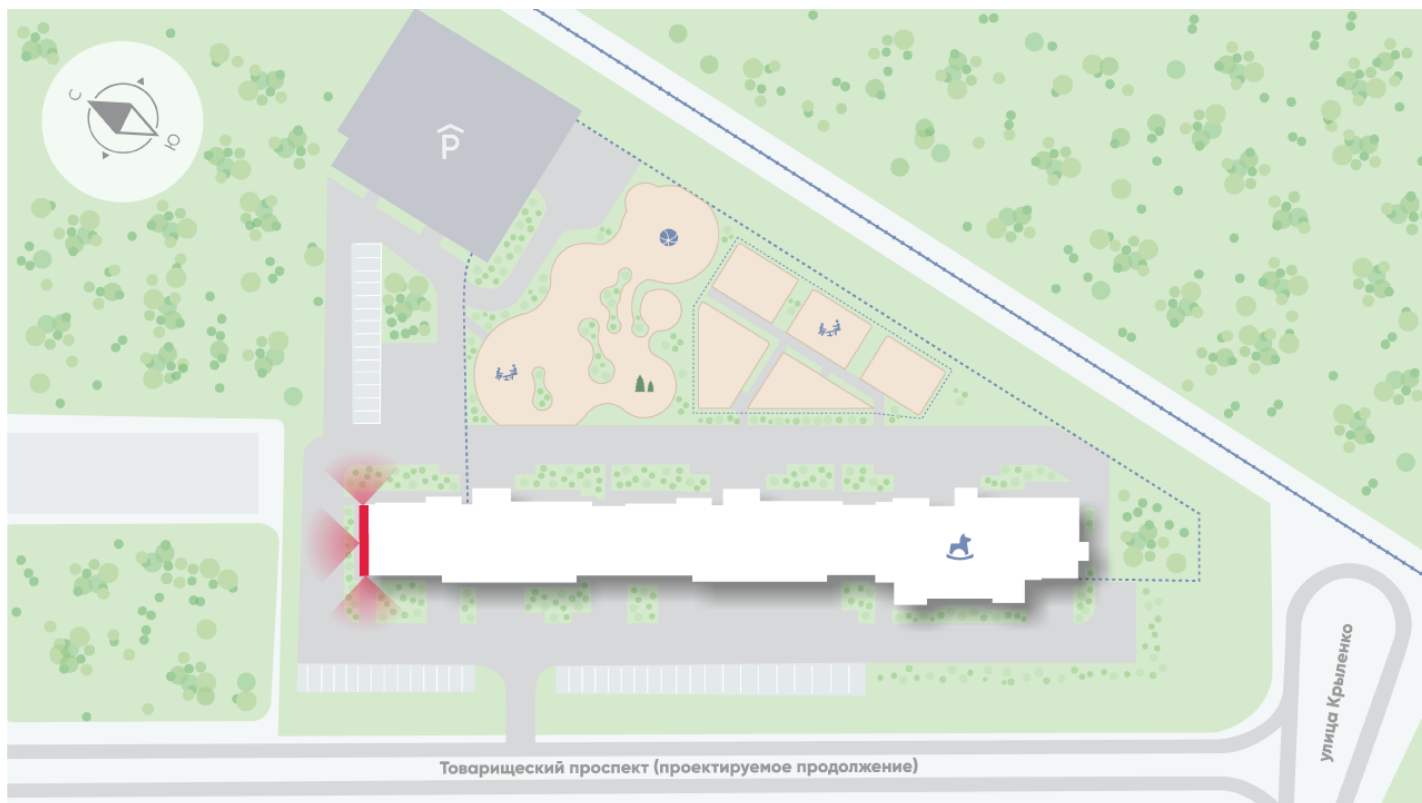 С
Ю
P
улица Крыленко
Товарищеский проспект (проектируемое продолжение)